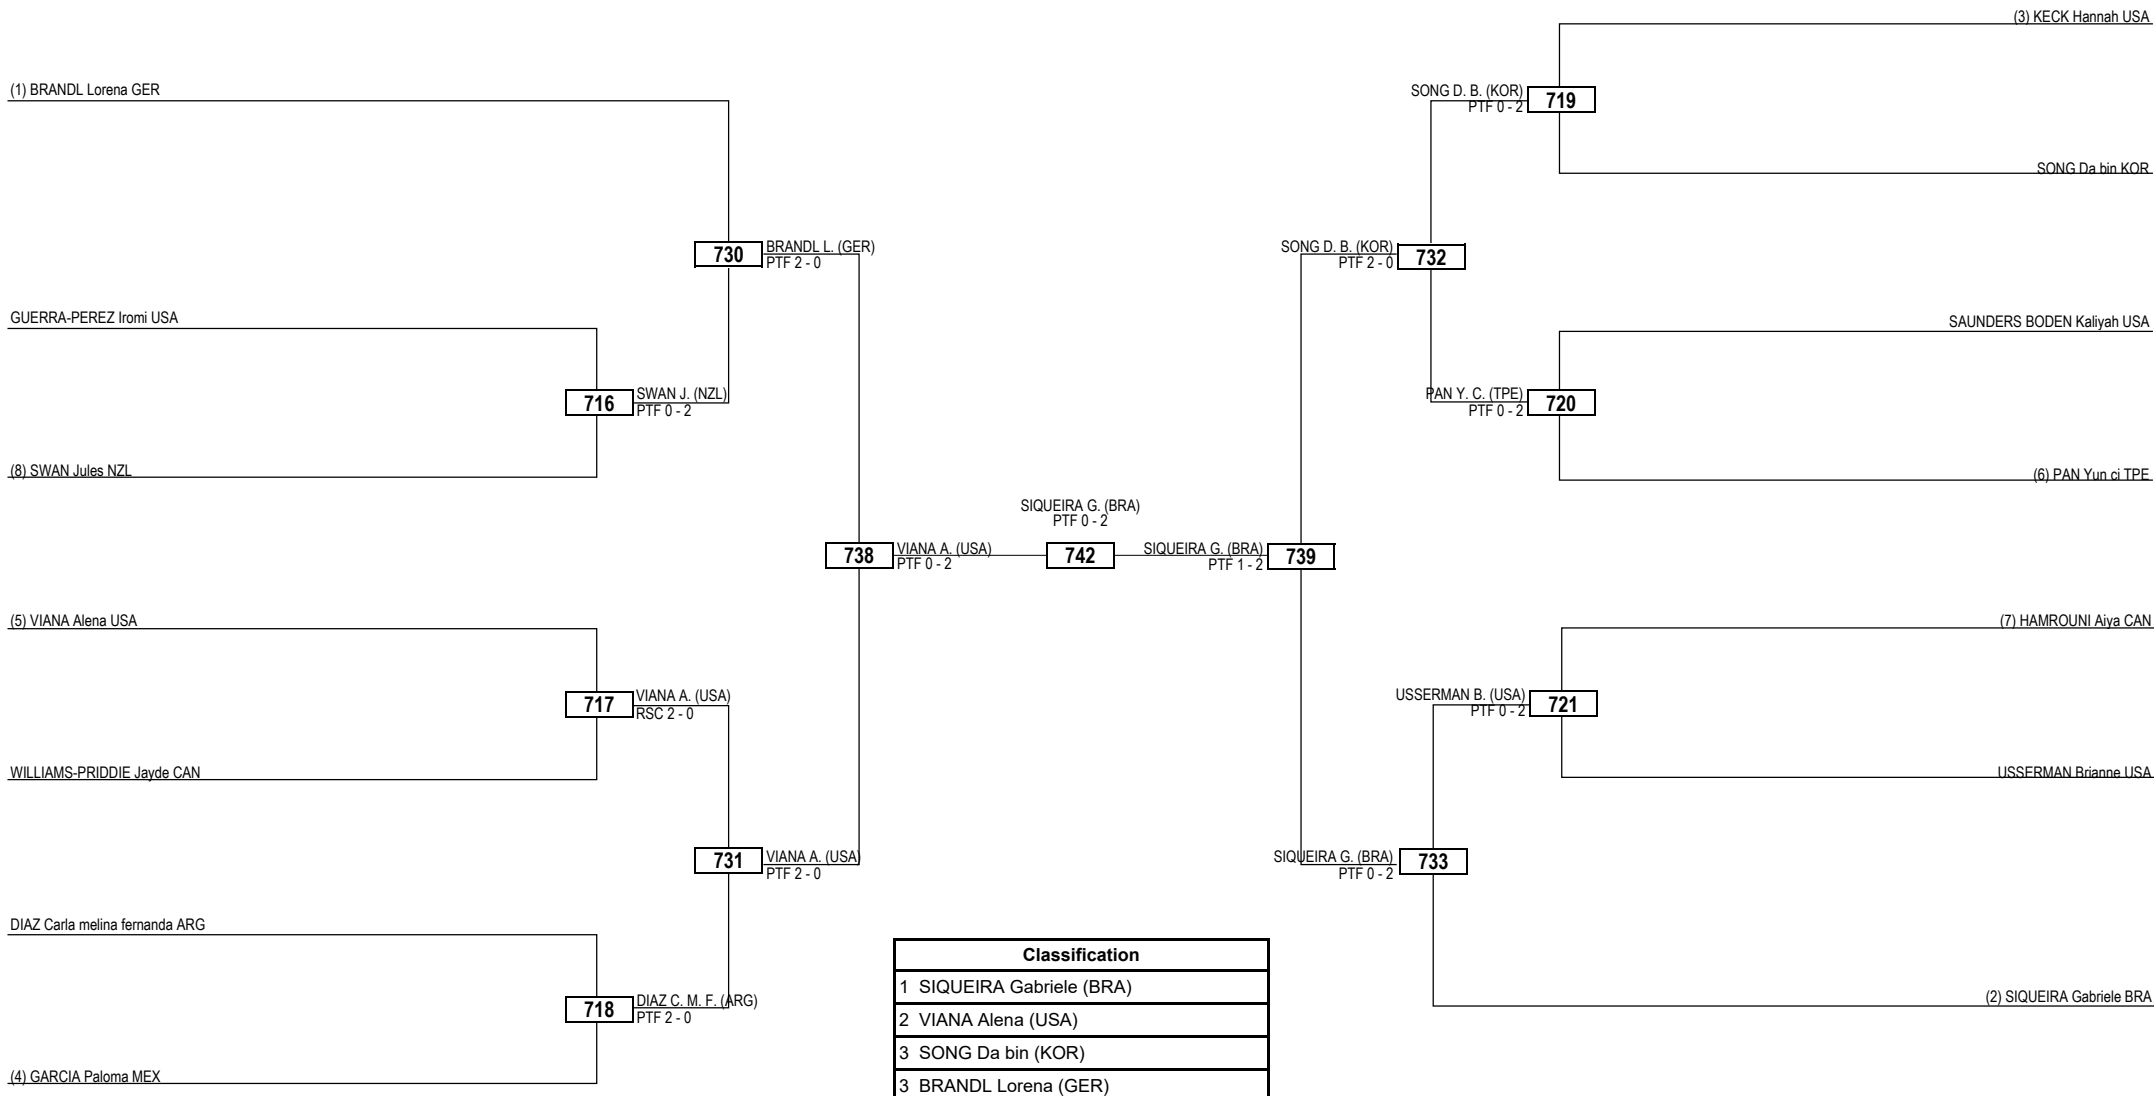 (3) KECK Hannah USA
(1) BRANDL Lorena GER
SONG D. B. (KOR)
PTF 0 - 2
719
SONG Da bin KOR
730
BRANDL L. (GER)
PTF 2 - 0
SONG D. B. (KOR)
PTF 2 - 0
732
GUERRA-PEREZ Iromi USA
SAUNDERS BODEN Kaliyah USA
716
SWAN J. (NZL)
PTF 0 - 2
PAN Y. C. (TPE)
PTF 0 - 2
720
(8) SWAN Jules NZL
(6) PAN Yun ci TPE
SIQUEIRA G. (BRA)
PTF 0 - 2
738
VIANA A. (USA)
PTF 0 - 2
742
SIQUEIRA G. (BRA)
PTF 1 - 2
739
(5) VIANA Alena USA
(7) HAMROUNI Aiya CAN
717
VIANA A. (USA)
RSC 2 - 0
USSERMAN B. (USA)
PTF 0 - 2
721
WILLIAMS-PRIDDIE Jayde CAN
USSERMAN Brianne USA
731
VIANA A. (USA)
PTF 2 - 0
SIQUEIRA G. (BRA)
PTF 0 - 2
733
DIAZ Carla melina fernanda ARG
718
DIAZ C. M. F. (ARG)
PTF 2 - 0
(2) SIQUEIRA Gabriele BRA
(4) GARCIA Paloma MEX
Classification
1 SIQUEIRA Gabriele (BRA)
2 VIANA Alena (USA)
3 SONG Da bin (KOR)
3 BRANDL Lorena (GER)